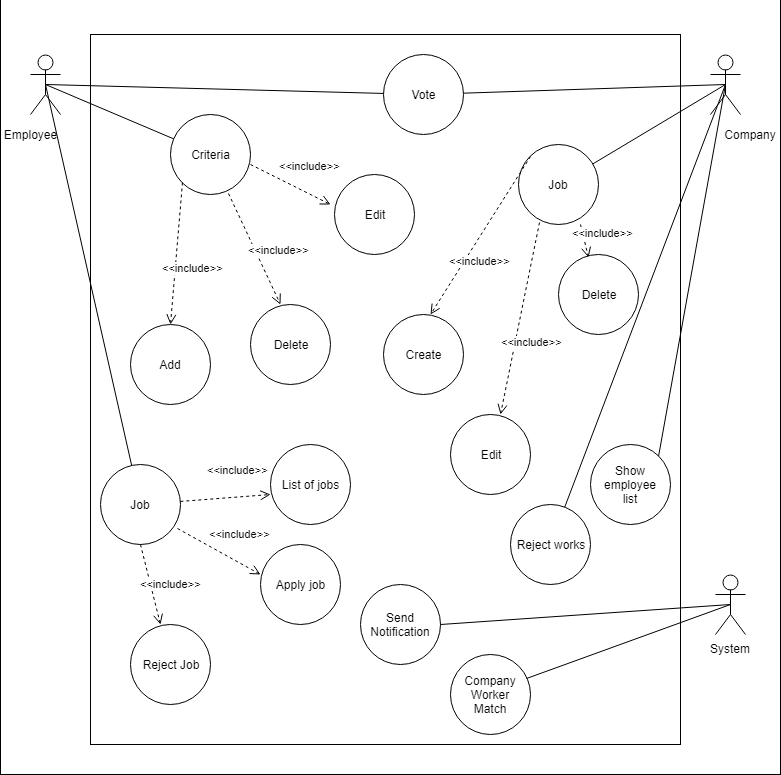 Vote
Employee
Company
Criteria
<<include>>
Edit
Job
<<include>>
<<include>>
<<include>>
<<include>>
Delete
<<include>>
Delete
Create
Add
Edit
<<include>>
List of jobs
Show
employee
list
Job
<<include>>
Reject works
<<include>>
Apply job
Send
Notification
System
Reject Job
Company
Worker
Match